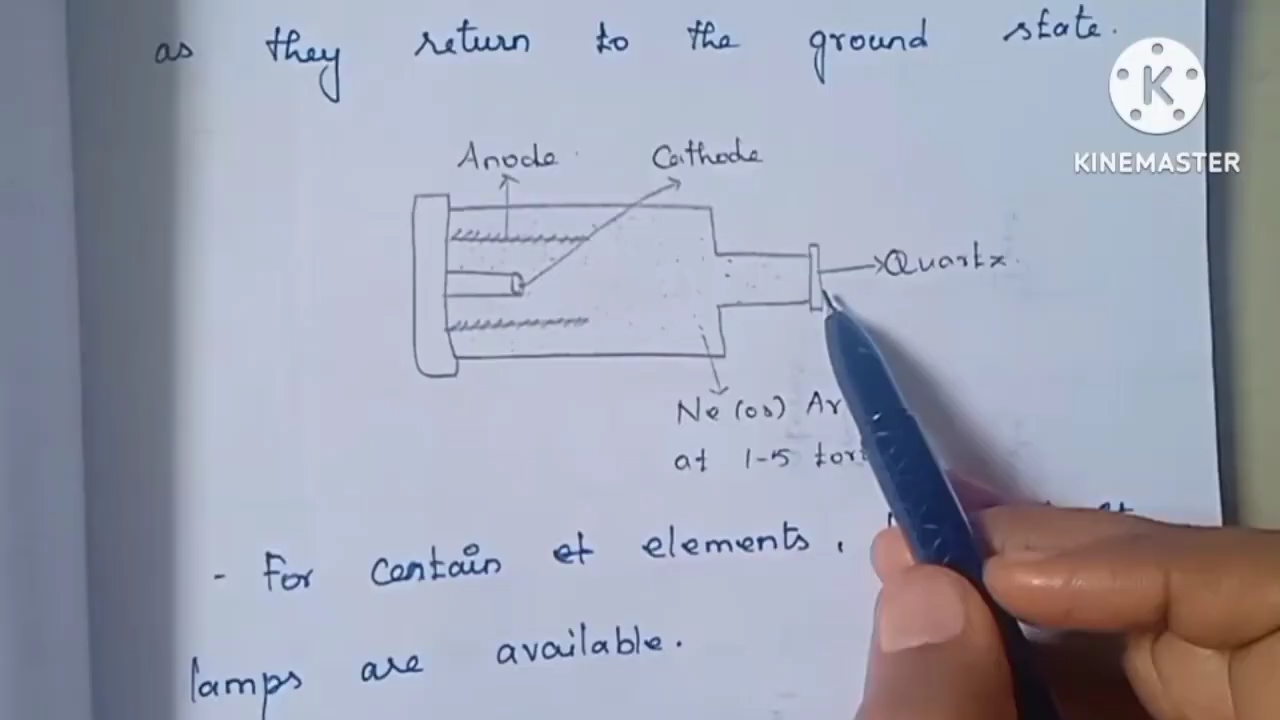 as they return to the ground state.
KINEMASTER
Anode
Cathode
Quartz
Ne (or) Ar
at 1-5 torr
- For certain et elements.
lamps are available.